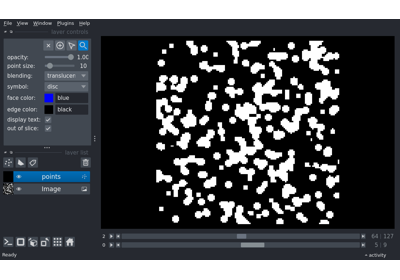 File View Window Plugins Help
layer controls
opacity: 1.00
point size: 10
blending: translucen
symbol: disc
face color: blue
edge color: black
display text:
out of slice:
layer list
points
Image
2 64 127
0 5 9
Ready activity